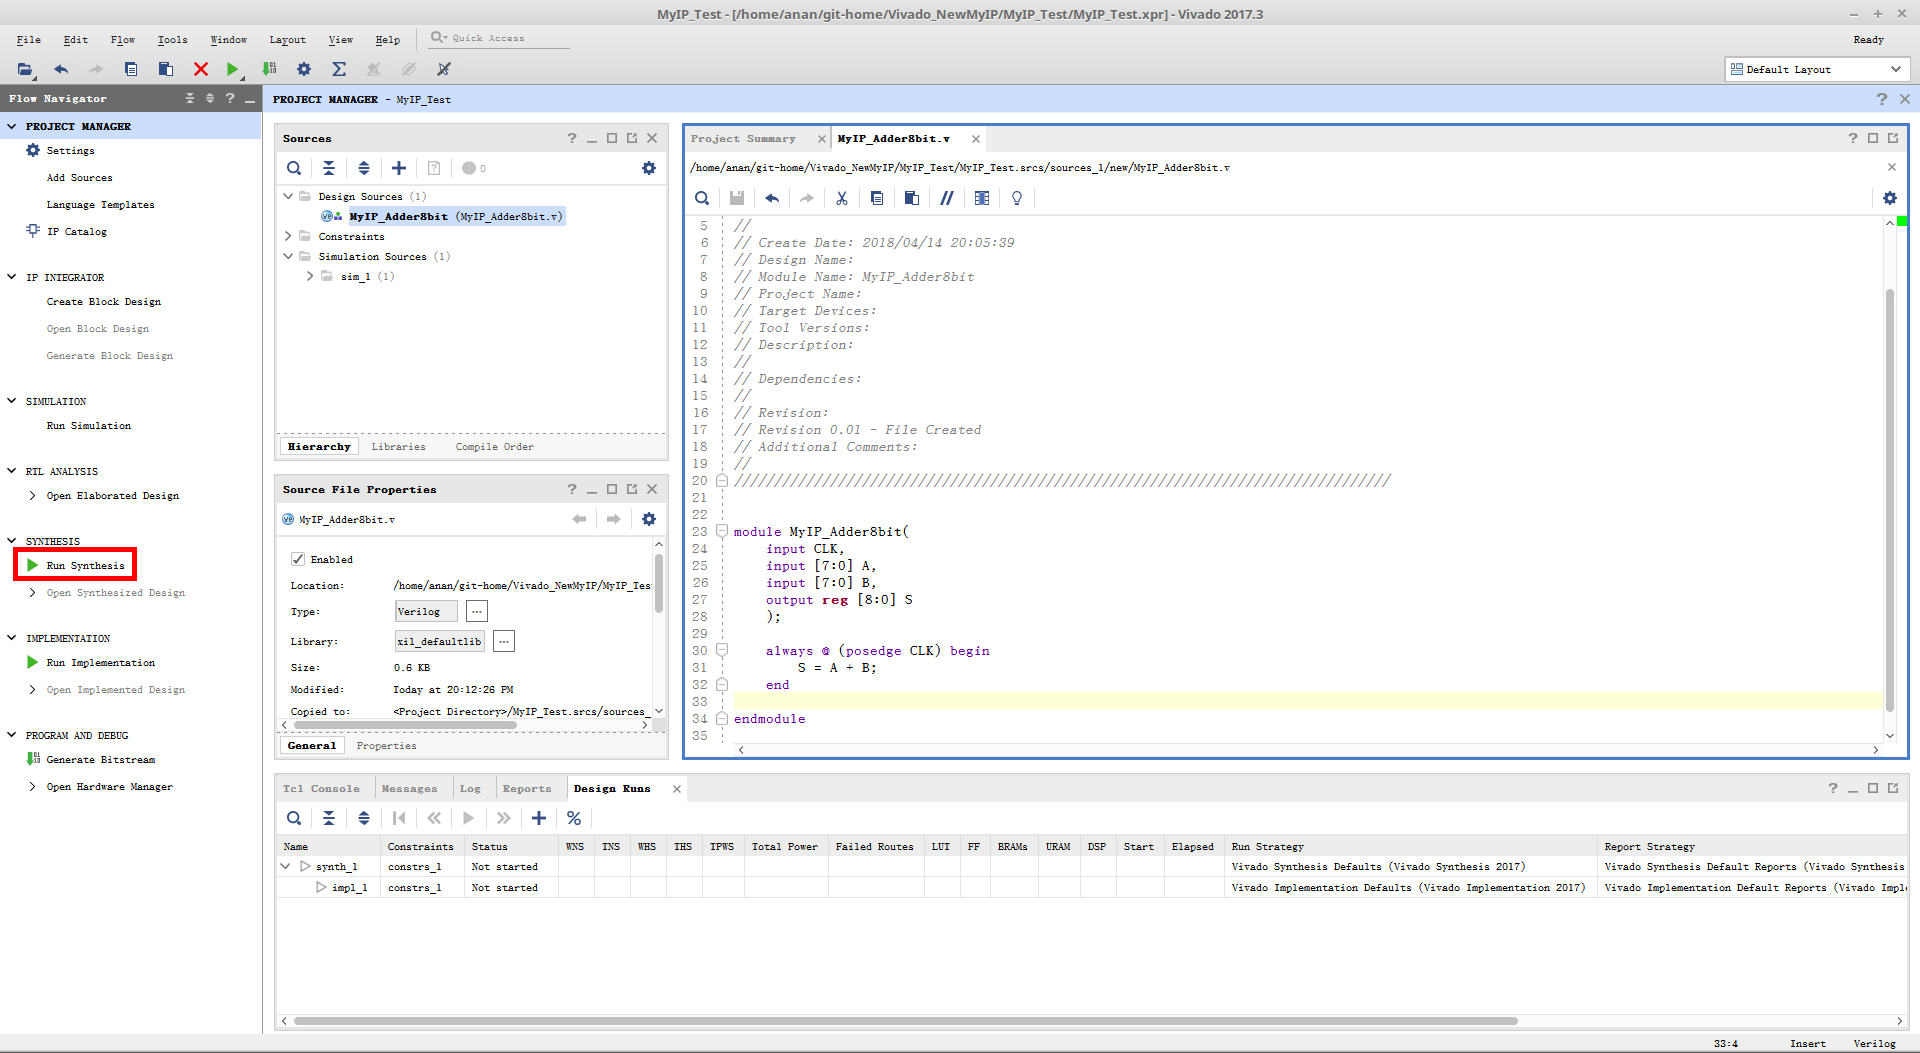 MyIP_Test - [/home/anan/git-home/Vivado_NewMyIP/MyIP_Test/MyIP_Test.xpr] - Vivado 2017.3
File Edit Flow Tools Window Layout View Help Quick Access
Ready
Default Layout
Flow Navigator
PROJECT MANAGER
Settings
Add Sources
Language Templates
IP Catalog
IP INTEGRATOR
Create Block Design
Open Block Design
Generate Block Design
SIMULATION
Run Simulation
RTL ANALYSIS
Open Elaborated Design
SYNTHESIS
Run Synthesis
Open Synthesized Design
IMPLEMENTATION
Run Implementation
Open Implemented Design
PROGRAM AND DEBUG
Generate Bitstream
Open Hardware Manager
PROJECT MANAGER - MyIP_Test
Sources
0
Design Sources (1)
MyIP_Adder8bit (MyIP_Adder8bit.v)
Constraints
Simulation Sources (1)
sim_1 (1)
Hierarchy Libraries Compile Order
Source File Properties
MyIP_Adder8bit.v
Enabled
Location: /home/anan/git-home/Vivado_NewMyIP/MyIP_Tes
Type: Verilog ...
Library: xil_defaultlib ...
Size: 0.6 KB
Modified: Today at 20:12:26 PM
Copied to: <Project Directory>/MyIP_Test.srcs/sources_
General Properties
Project Summary MyIP_Adder8bit.v
/home/anan/git-home/Vivado_NewMyIP/MyIP_Test/MyIP_Test.srcs/sources_1/new/MyIP_Adder8bit.v
5 //
6 // Create Date: 2018/04/14 20:05:39
7 // Design Name:
8 // Module Name: MyIP_Adder8bit
9 // Project Name:
10 // Target Devices:
11 // Tool Versions:
12 // Description:
13 //
14 // Dependencies:
15 //
16 // Revision:
17 // Revision 0.01 - File Created
18 // Additional Comments:
19 //
20 //////////////////////////////////////////////////////////////////////////////////
21
22
23 module MyIP_Adder8bit(
24 input CLK,
25 input [7:0] A,
26 input [7:0] B,
27 output reg [8:0] S
28 );
29
30 always @ (posedge CLK) begin
31 S = A + B;
32 end
33
34 endmodule
35
Tcl Console Messages Log Reports Design Runs
Name Constraints Status WNS TNS WHS THS TPWS Total Power Failed Routes LUT FF BRAMs URAM DSP Start Elapsed Run Strategy Report Strategy
synth_1 constrs_1 Not started Vivado Synthesis Defaults (Vivado Synthesis 2017) Vivado Synthesis Default Reports (Vivado Synthesis
impl_1 constrs_1 Not started Vivado Implementation Defaults (Vivado Implementation 2017) Vivado Implementation Default Reports (Vivado Impl
33:4 Insert Verilog